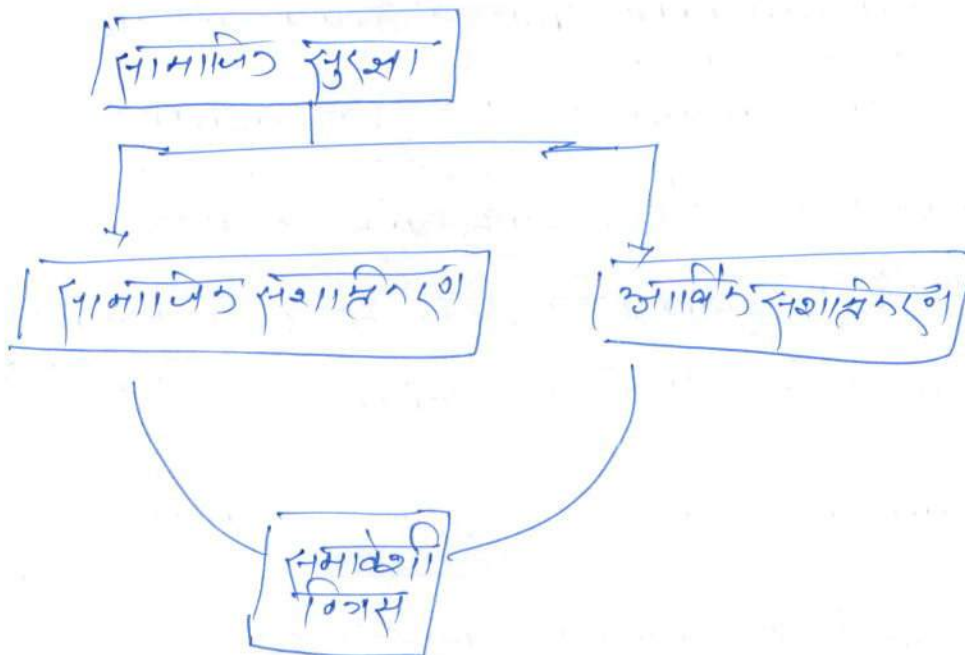 सामाजिक सुरक्षा
सामाजिक सशक्तिकरण
आर्थिक सशक्तिकरण
समावेशी
विकास